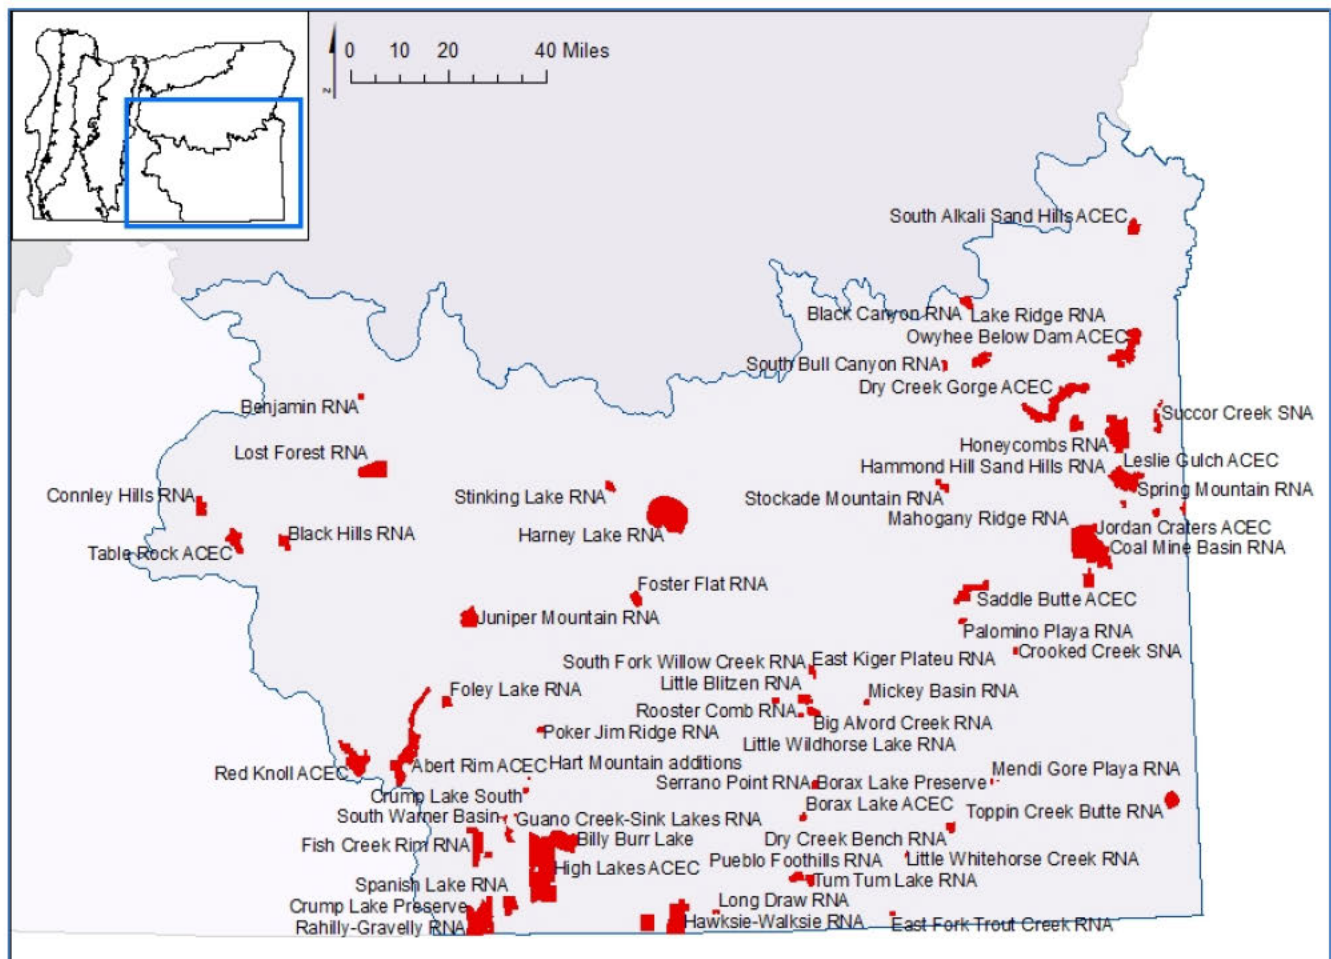 0 10 20 40 Miles
N
South Alkali Sand Hills ACEC
Black Canyon RNA
Lake Ridge RNA
Owyhee Below Dam ACEC
South Bull Canyon RNA
Dry Creek Gorge ACEC
Benjamin RNA
Succor Creek SNA
Honeycombs RNA
Lost Forest RNA
Leslie Gulch ACEC
Hammond Hill Sand Hills RNA
Spring Mountain RNA
Connley Hills RNA
Stinking Lake RNA
Stockade Mountain RNA
Mahogany Ridge RNA
Jordan Craters ACEC
Black Hills RNA
Harney Lake RNA
Coal Mine Basin RNA
Table Rock ACEC
Foster Flat RNA
Saddle Butte ACEC
Juniper Mountain RNA
Palomino Playa RNA
Crooked Creek SNA
South Fork Willow Creek RNA
East Kiger Plateu RNA
Little Blitzen RNA
Foley Lake RNA
Mickey Basin RNA
Rooster Comb RNA
Big Alvord Creek RNA
Poker Jim Ridge RNA
Little Wildhorse Lake RNA
Red Knoll ACEC
Abert Rim ACEC
Hart Mountain additions
Mendi Gore Playa RNA
Serrano Point RNA
Borax Lake Preserve
Crump Lake South
Borax Lake ACEC
Toppin Creek Butte RNA
South Warner Basin
Guano Creek-Sink Lakes RNA
Fish Creek Rim RNA
Billy Burr Lake
Dry Creek Bench RNA
Pueblo Foothills RNA
Little Whitehorse Creek RNA
High Lakes ACEC
Spanish Lake RNA
Tum Tum Lake RNA
Crump Lake Preserve
Long Draw RNA
Rahilly-Gravelly RNA
Hawksie-Walksie RNA
East Fork Trout Creek RNA